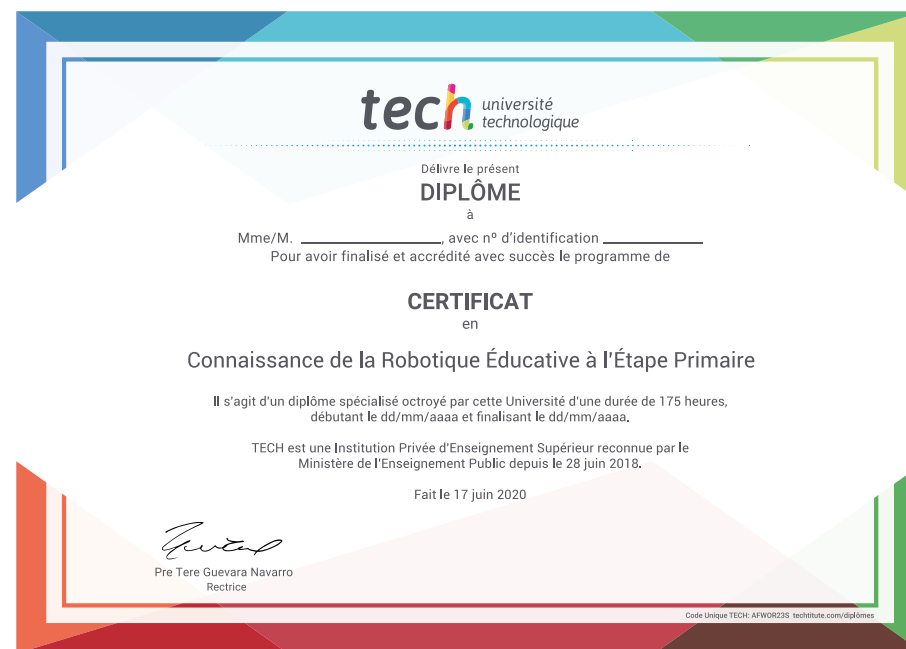 tech université
technologique
Délivre le présent
DIPLÔME
à
Mme/M. ____________________, avec nº d'identification ______________
Pour avoir finalisé et accrédité avec succès le programme de
CERTIFICAT
en
Connaissance de la Robotique Éducative à l'Étape Primaire
Il s'agit d'un diplôme spécialisé octroyé par cette Université d'une durée de 175 heures,
débutant le dd/mm/aaaa et finalisant le dd/mm/aaaa.
TECH est une Institution Privée d'Enseignement Supérieur reconnue par le
Ministère de l'Enseignement Public depuis le 28 juin 2018.
Fait le 17 juin 2020
Pre Tere Guevara Navarro
Rectrice
Code Unique TECH: AFWOR23S techtitute.com/diplômes